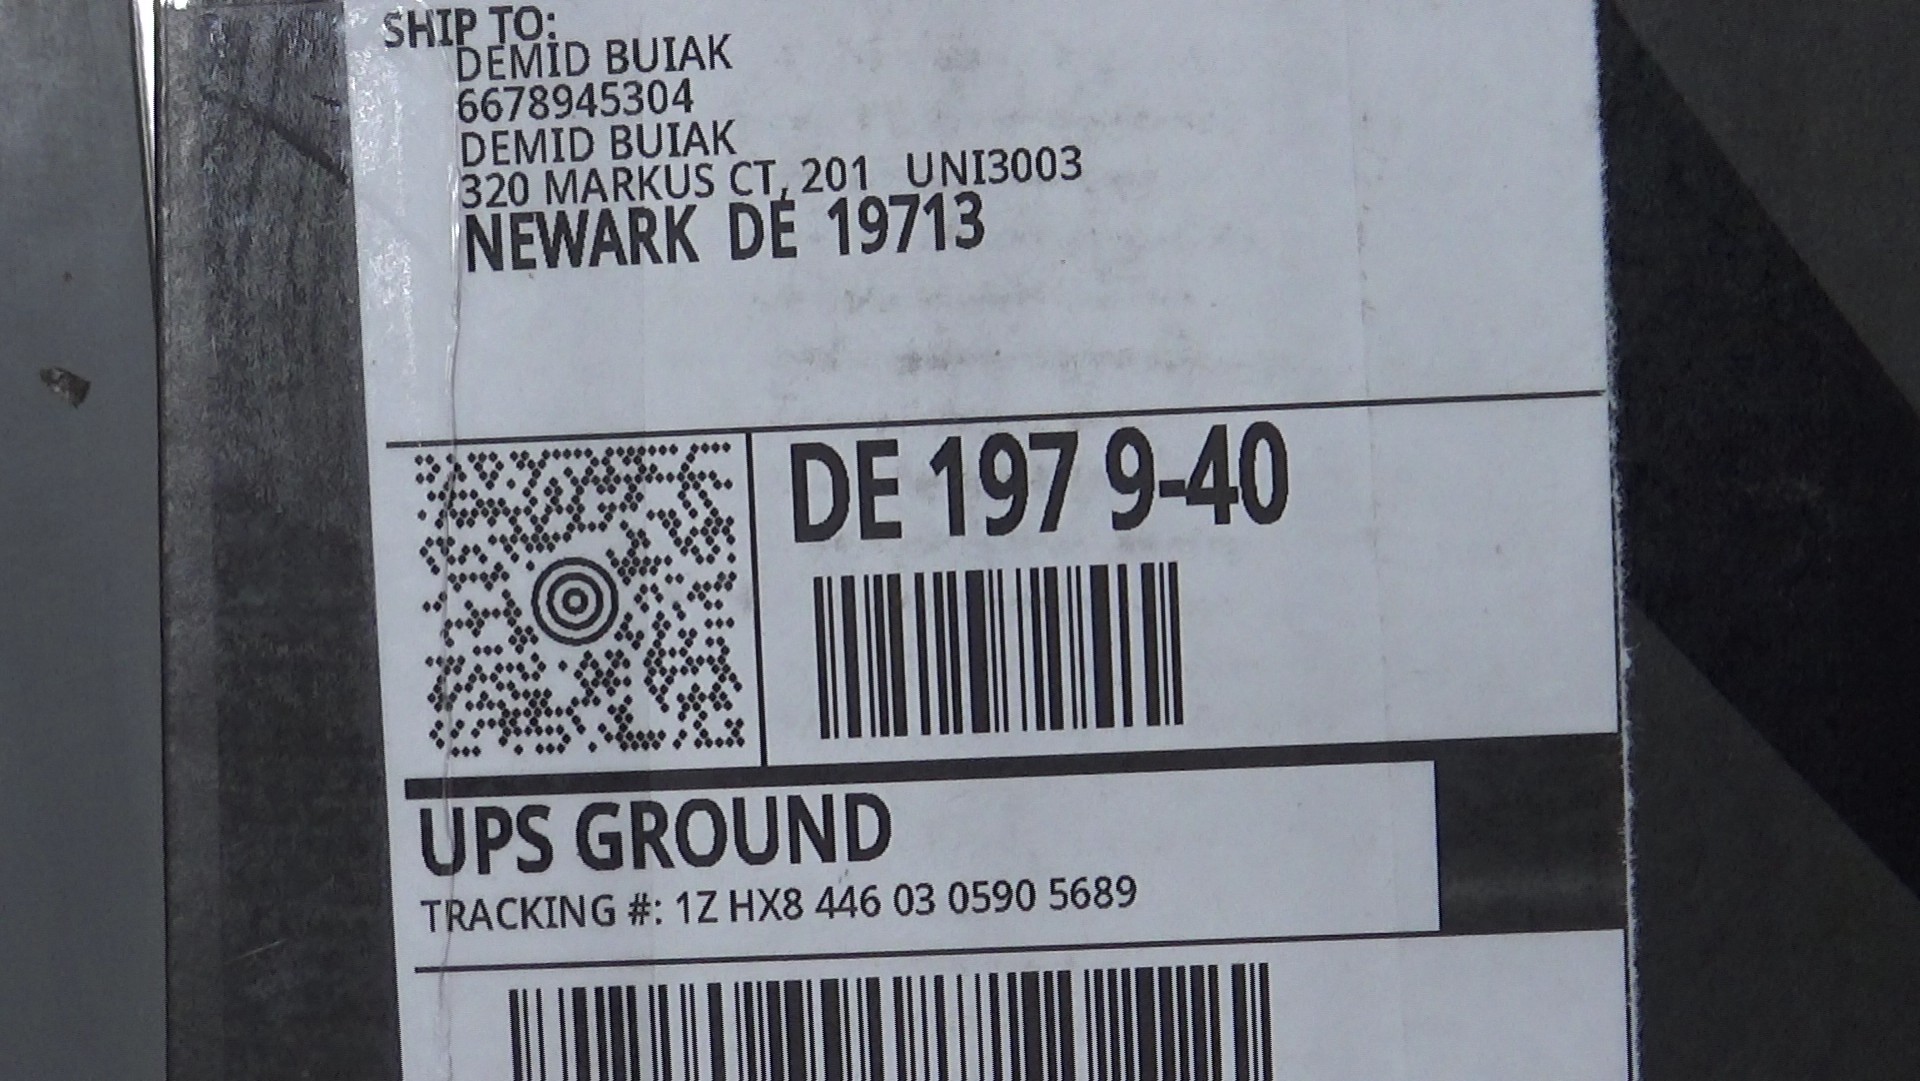 SHIP TO:
DEMID BUIAK
6678945304
DEMID BUIAK
320 MARKUS CT, 201 UNI3003
NEWARK DE 19713
DE 197 9-40
UPS GROUND
TRACKING #: 1Z HX8 446 03 0590 5689